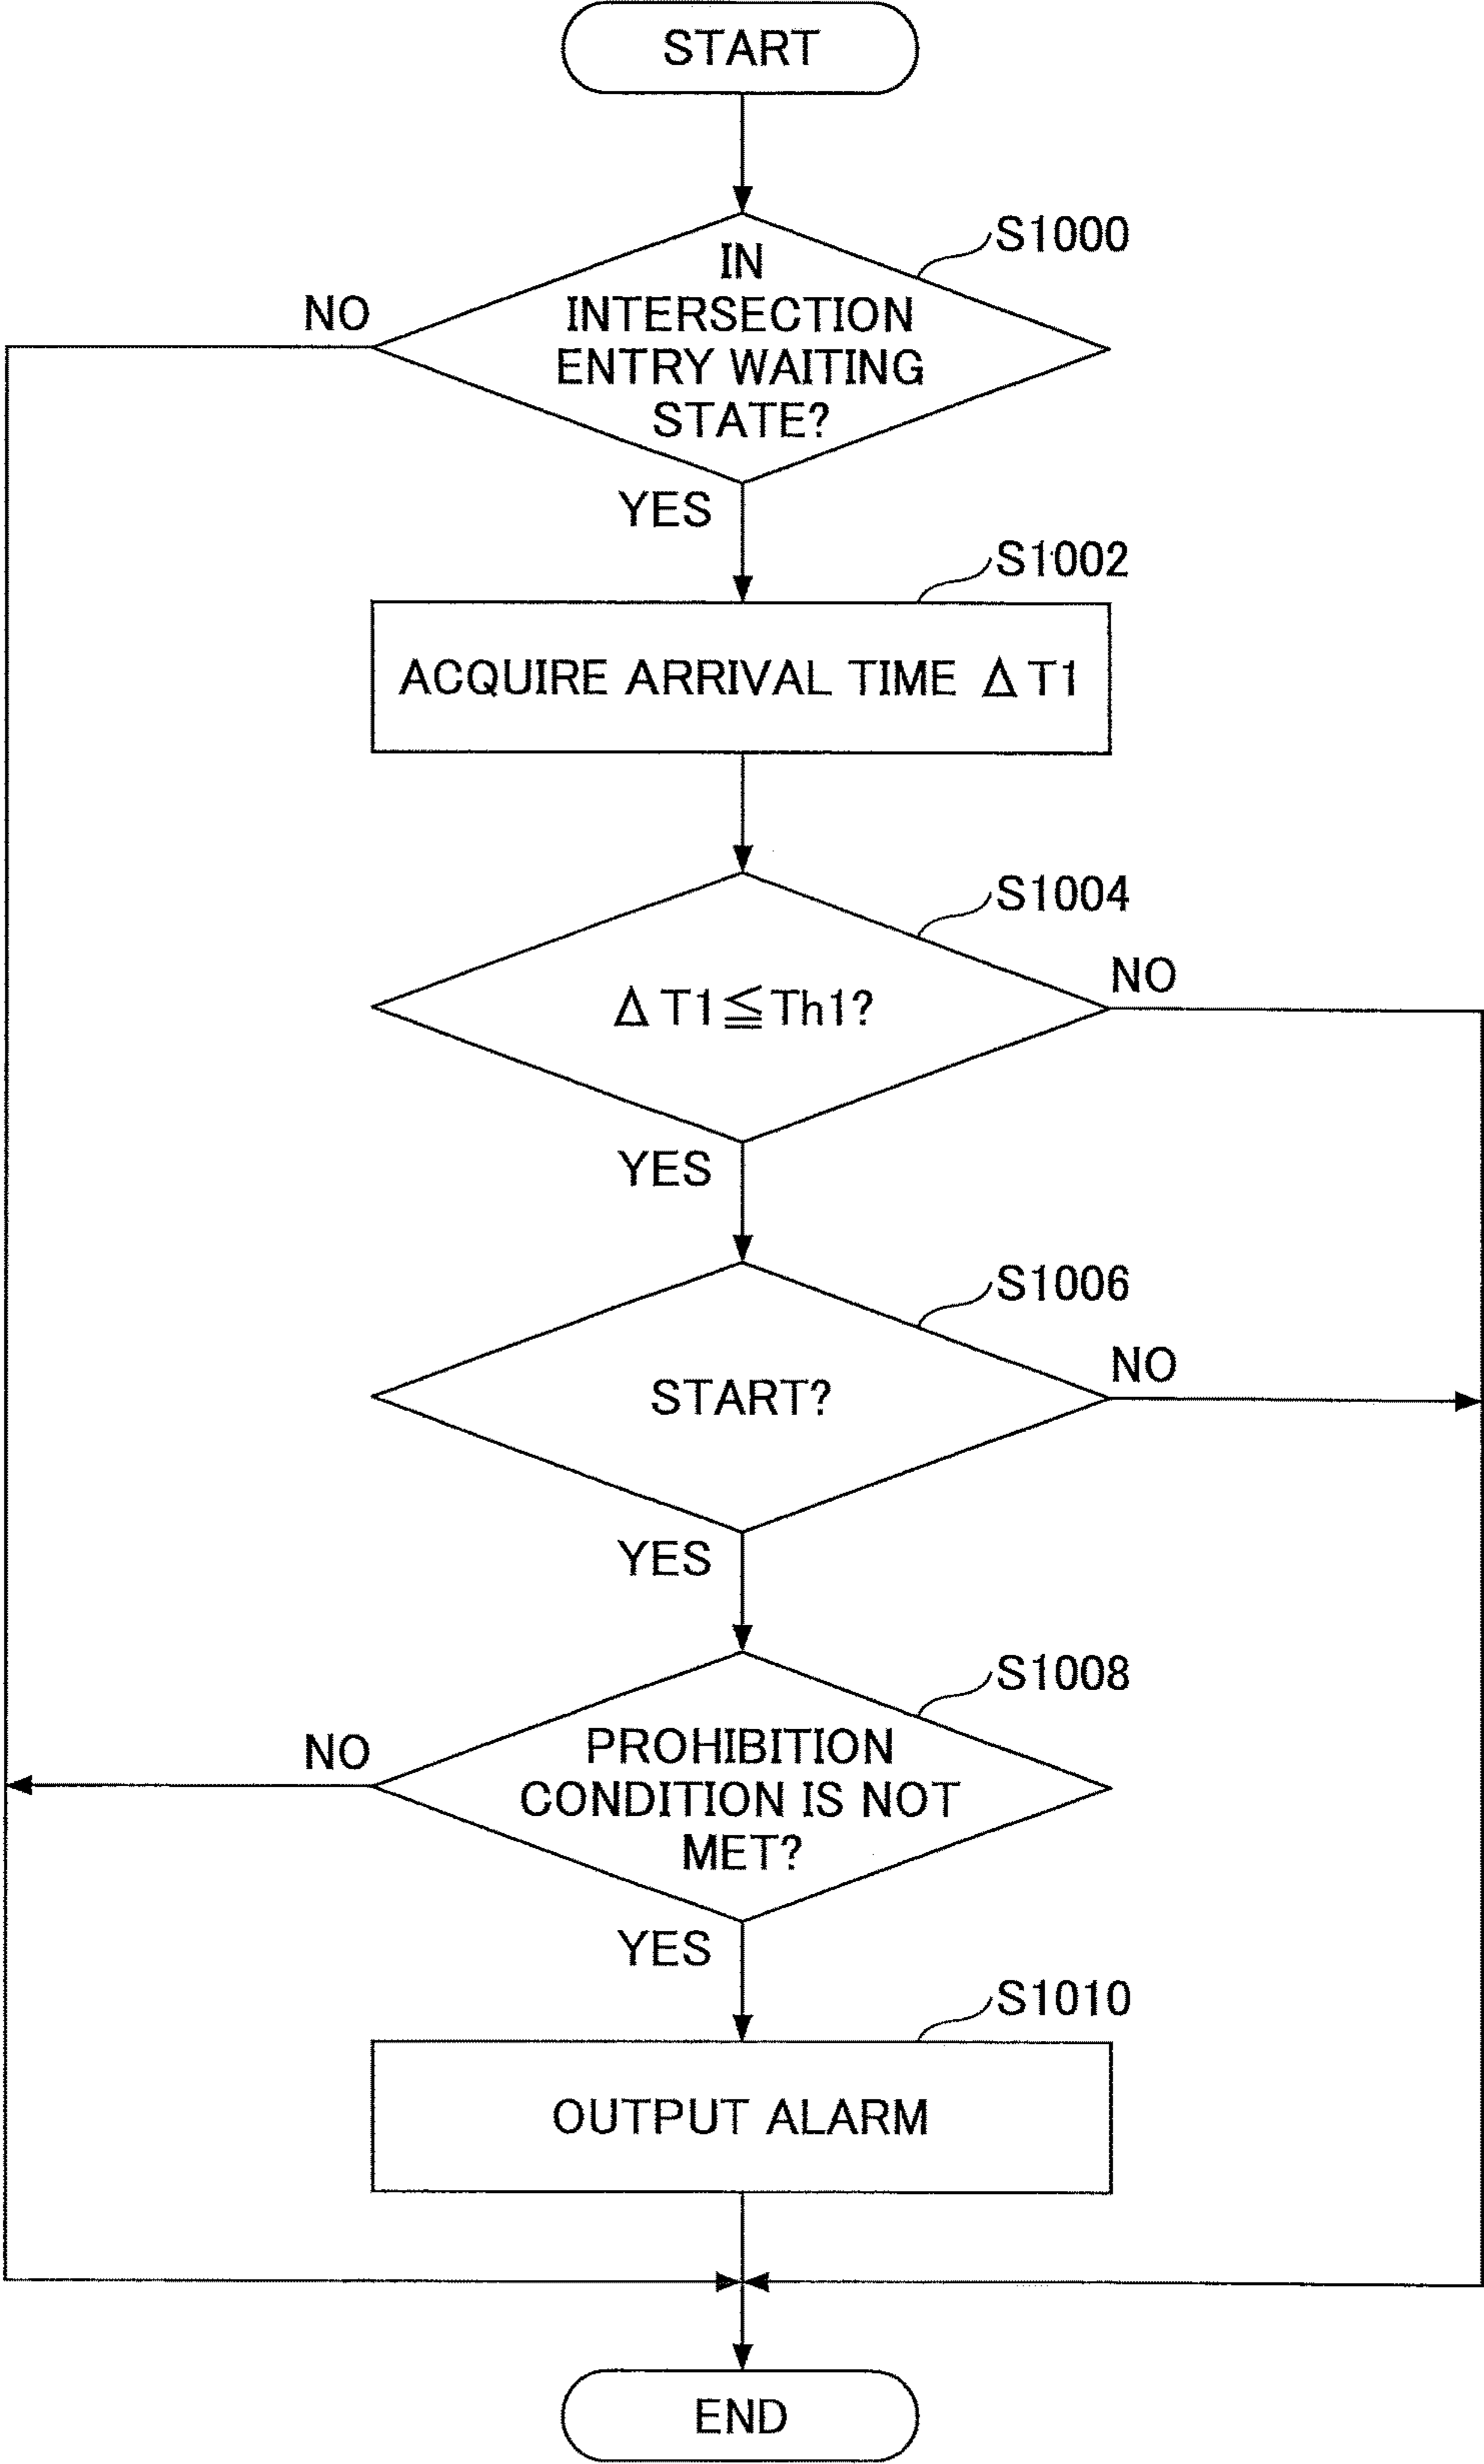 START
S1000
IN
INTERSECTION
ENTRY WAITING
STATE?
NO
YES
S1002
ACQUIRE ARRIVAL TIME ΔT1
S1004
ΔT1≦Th1?
NO
YES
S1006
START?
NO
YES
S1008
PROHIBITION
CONDITION IS NOT
MET?
NO
YES
S1010
OUTPUT ALARM
END